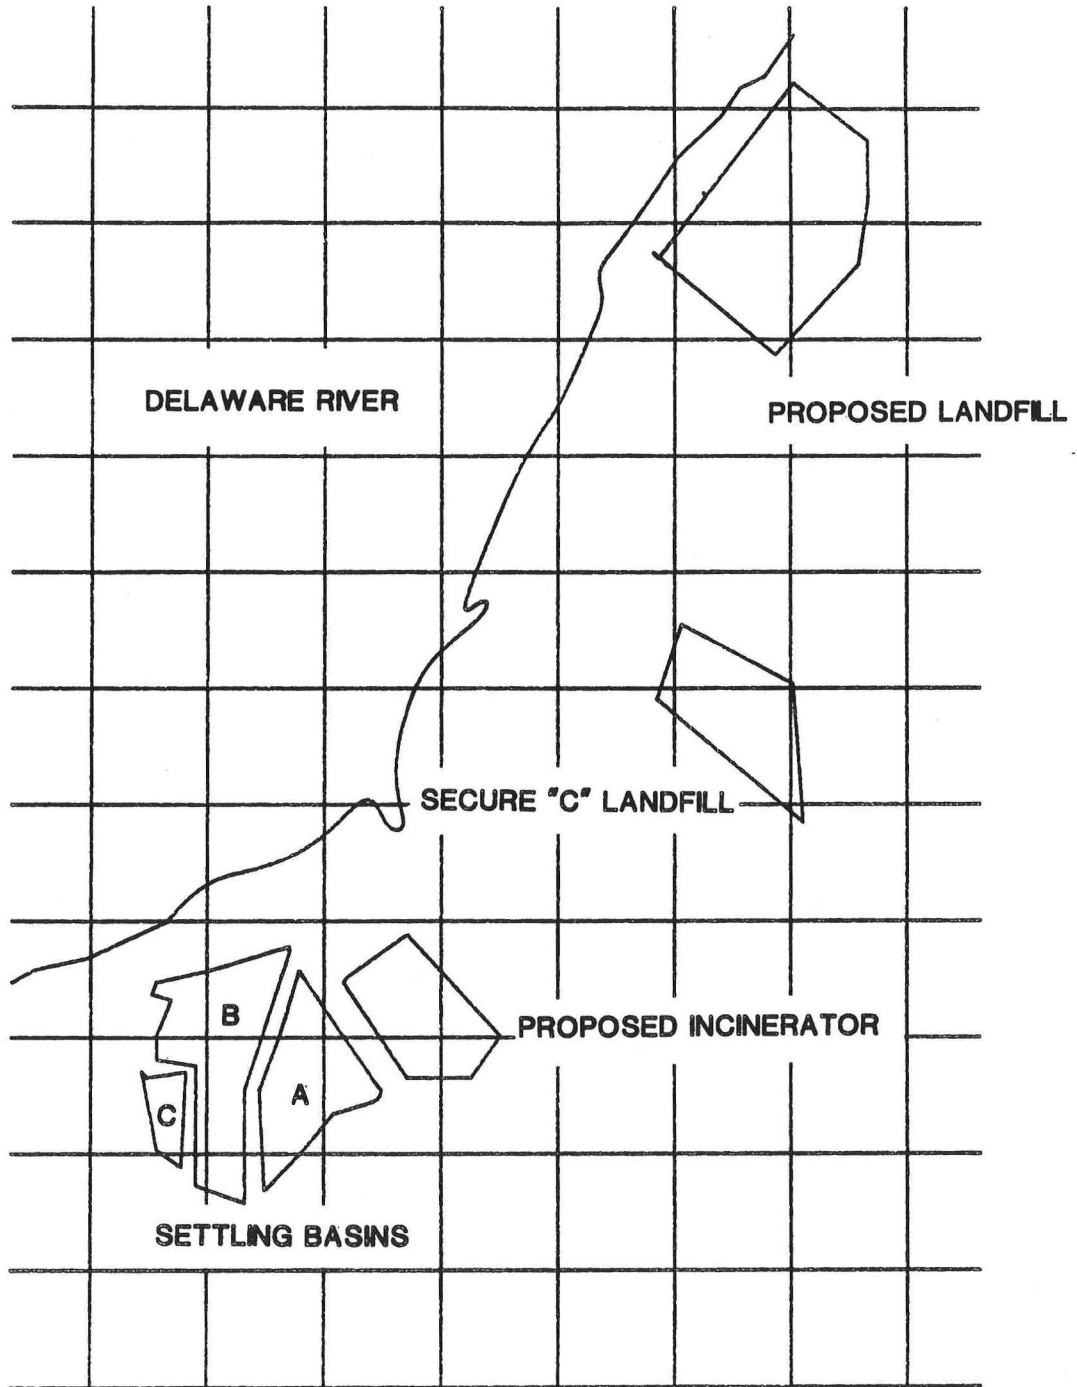 DELAWARE RIVER
PROPOSED LANDFILL
SECURE "C" LANDFILL
B
PROPOSED INCINERATOR
A
C
SETTLING BASINS